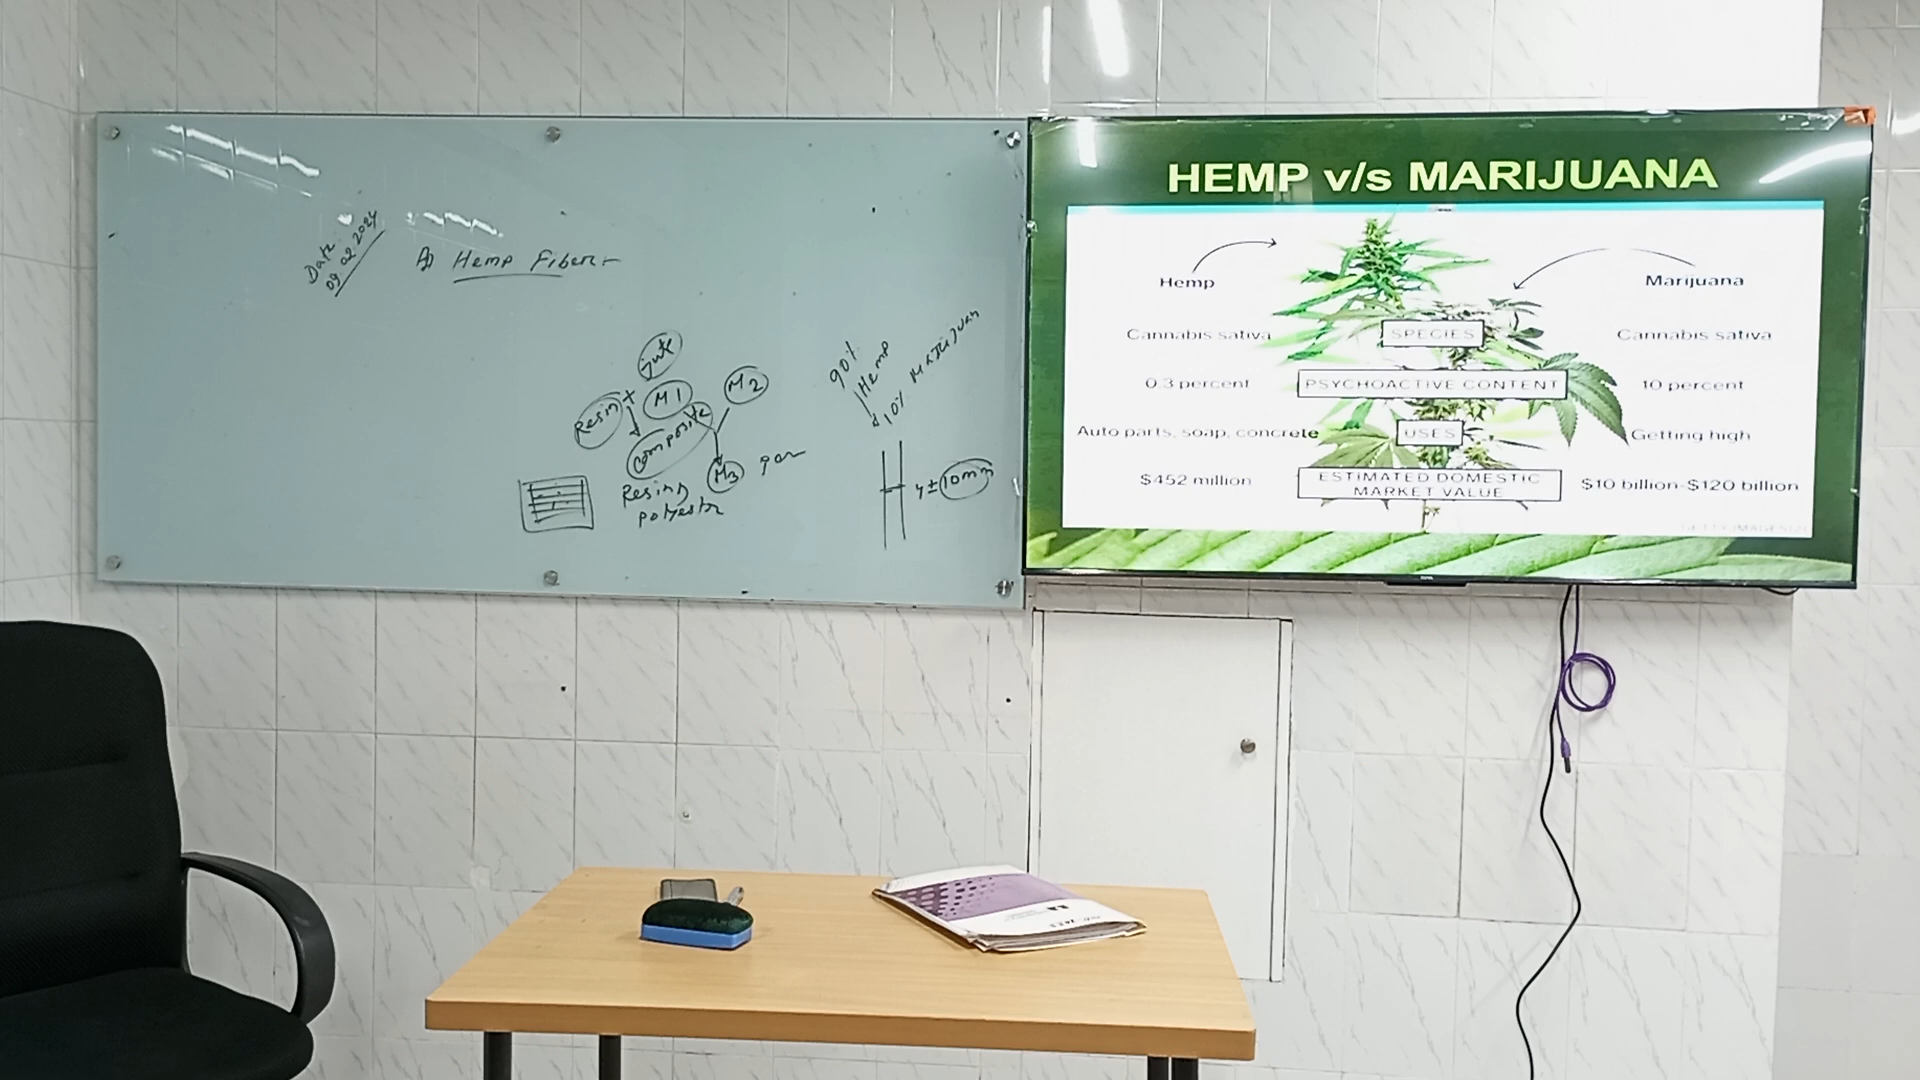 Date:
09.02.2024
Hemp Fiber
jute
Resin +
M1
M2
composite
M3
Resin
polyester
90%
Hemp
10% Marijuan
10mm
HEMP v/s MARIJUANA
Hemp
Marijuana
Cannabis sativa SPECIES Cannabis sativa
0.3 percent PSYCHOACTIVE CONTENT 10 percent
Auto parts, soap, concrete USES Getting high
$452 million ESTIMATED DOMESTIC MARKET VALUE $10 billion-$120 billion